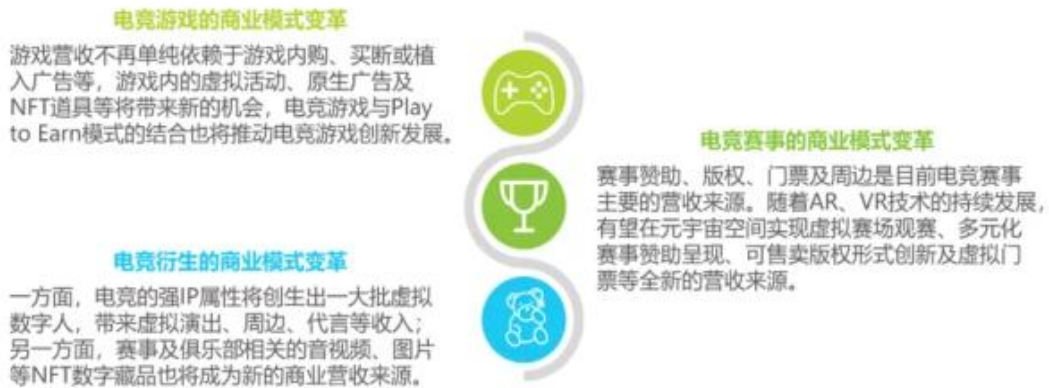 电竞游戏的商业模式变革
游戏营收不再单纯依赖于游戏内购、买断或植
入广告等，游戏内的虚拟活动、原生广告及
NFT道具等将带来新的机会，电竞游戏与Play
to Earn模式的结合也将推动电竞游戏创新发展。
电竞赛事的商业模式变革
赛事赞助、版权、门票及周边是目前电竞赛事
主要的营收来源。随着AR、VR技术的持续发展，
有望在元宇宙空间实现虚拟赛场观赛、多元化
赛事赞助呈现、可售卖版权形式创新及虚拟门
票等全新的营收来源。
电竞衍生的商业模式变革
一方面，电竞的强IP属性将创生出一大批虚拟
数字人，带来虚拟演出、周边、代言等收入；
另一方面，赛事及俱乐部相关的音视频、图片
等NFT数字藏品也将成为新的商业营收来源。